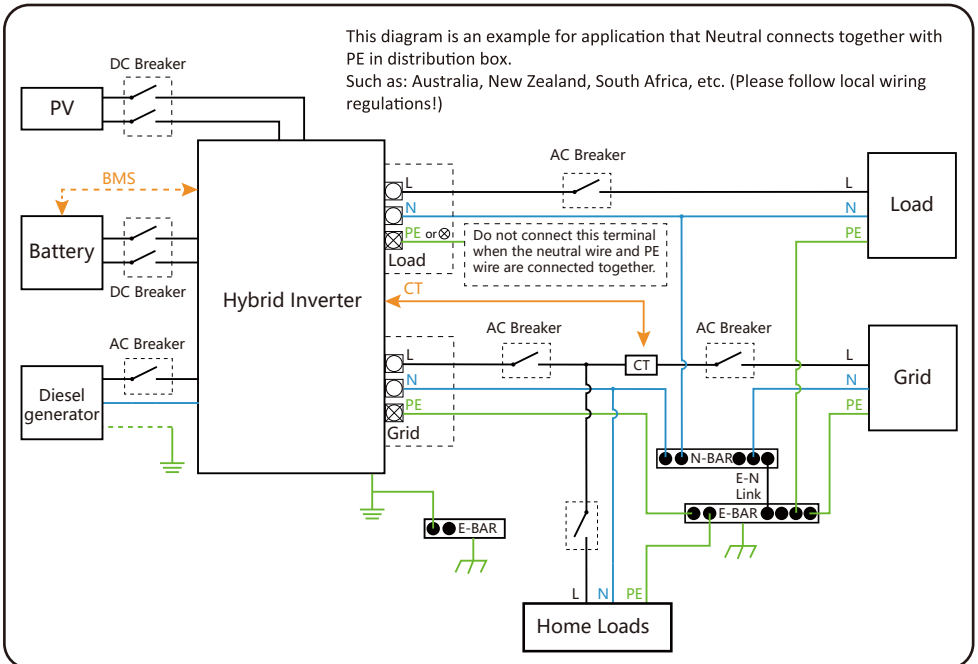 This diagram is an example for application that Neutral connects together with
PE in distribution box.
Such as: Australia, New Zealand, South Africa, etc. (Please follow local wiring
regulations!)
DC Breaker
PV
AC Breaker
BMS
L
L
N
N
Load
Battery
PE or
PE
Do not connect this terminal
when the neutral wire and PE
wire are connected together.
Load
DC Breaker
CT
Hybrid Inverter
AC Breaker
AC Breaker
AC Breaker
L
CT
L
N
N
Grid
Diesel
generator
PE
PE
Grid
N-BAR
E-N
Link
E-BAR
E-BAR
L
N
PE
Home Loads